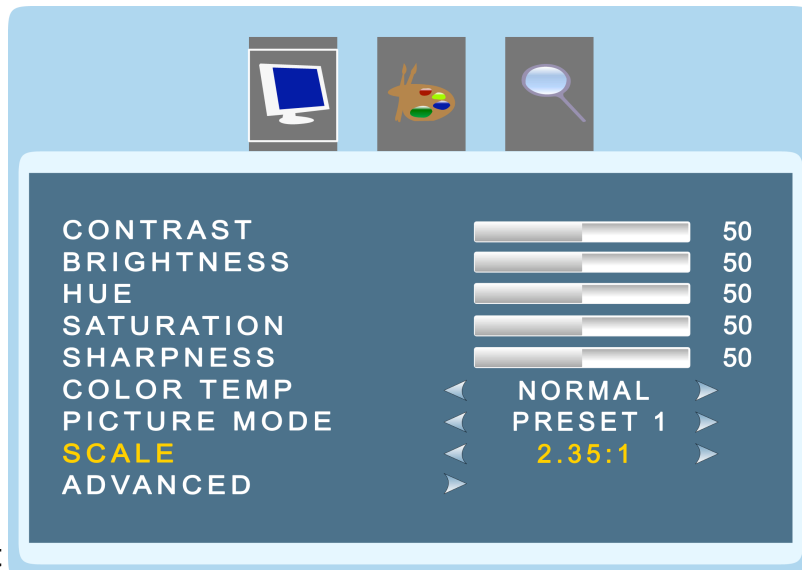 CONTRAST 50
BRIGHTNESS 50
HUE 50
SATURATION 50
SHARPNESS 50
COLOR TEMP NORMAL
PICTURE MODE PRESET 1
SCALE 2.35:1
ADVANCED